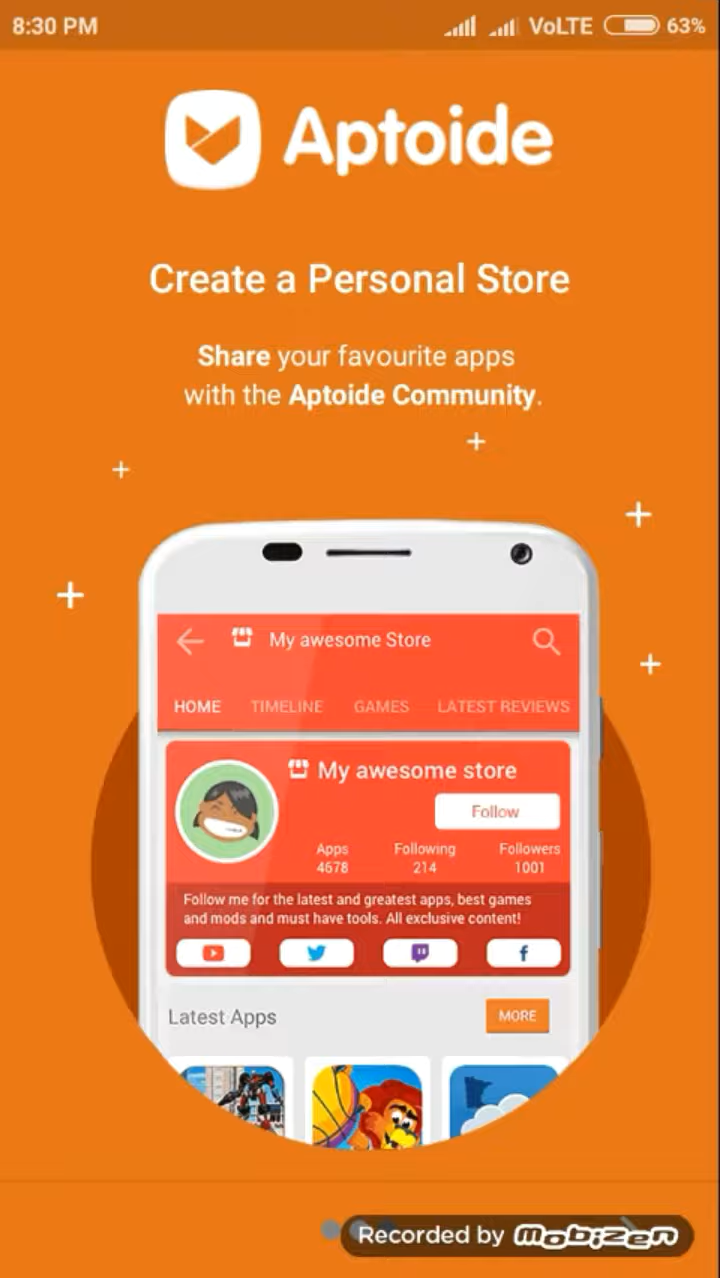 8:30 PM VoLTE 63%
Aptoide
Create a Personal Store
Share your favourite apps
with the Aptoide Community.
My awesome Store
HOME TIMELINE GAMES LATEST REVIEWS
My awesome store
Follow
Apps Following Followers
4678 214 1001
Follow me for the latest and greatest apps, best games
and mods and must have tools. All exclusive content!
Latest Apps MORE
Recorded by mobizen